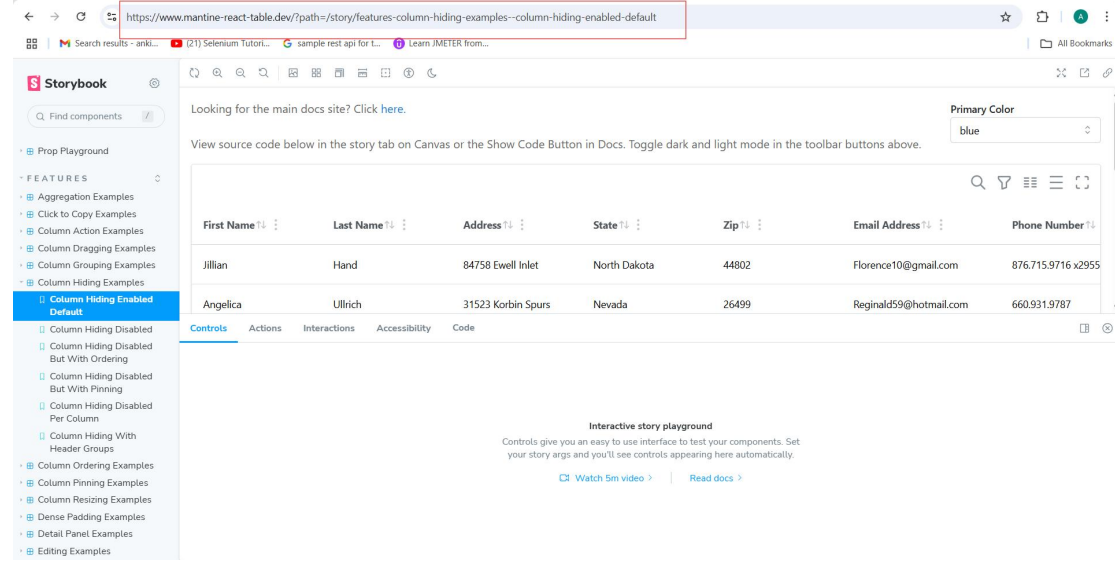 https://www.mantine-react-table.dev/?path=/story/features-column-hiding-examples--column-hiding-enabled-default
A
Search results - anki...
(21) Selenium Tutori...
sample rest api for t...
Learn JMETER from...
All Bookmarks
Storybook
Find components
/
Prop Playground
FEATURES
Aggregation Examples
Click to Copy Examples
Column Action Examples
Column Dragging Examples
Column Grouping Examples
Column Hiding Examples
Column Hiding Enabled
Default
Column Hiding Disabled
Column Hiding Disabled
But With Ordering
Column Hiding Disabled
But With Pinning
Column Hiding Disabled
Per Column
Column Hiding With
Header Groups
Column Ordering Examples
Column Pinning Examples
Column Resizing Examples
Dense Padding Examples
Detail Panel Examples
Editing Examples
Looking for the main docs site? Click here.
View source code below in the story tab on Canvas or the Show Code Button in Docs. Toggle dark and light mode in the toolbar buttons above.
Primary Color
blue
First Name Last Name Address State Zip Email Address Phone Number
Jillian Hand 84758 Ewell Inlet North Dakota 44802 Florence10@gmail.com 876.715.9716 x2955
Angelica Ullrich 31523 Korbin Spurs Nevada 26499 Reginald59@hotmail.com 660.931.9787
Controls Actions Interactions Accessibility Code
Interactive story playground
Controls give you an easy to use interface to test your components. Set
your story args and you'll see controls appearing here automatically.
Watch 5m video Read docs